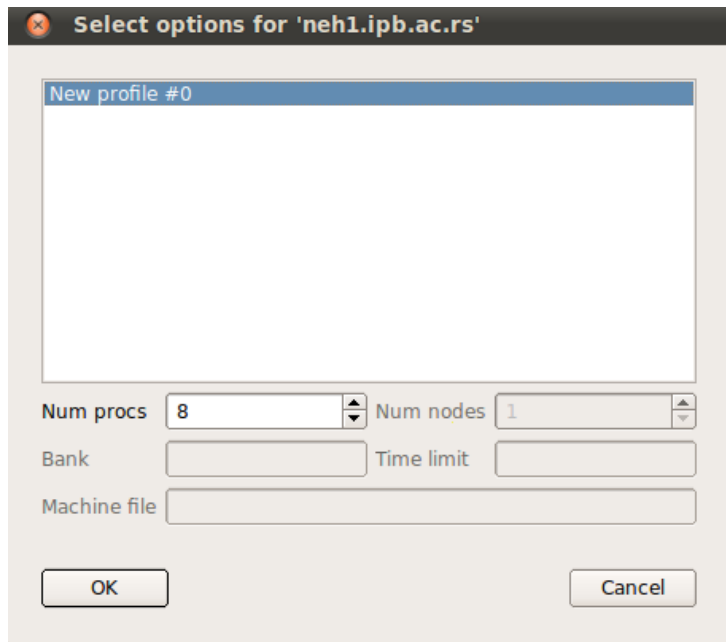 Select options for 'neh1.ipb.ac.rs'
New profile #0
Num procs 8 Num nodes 1
Bank Time limit
Machine file
OK Cancel